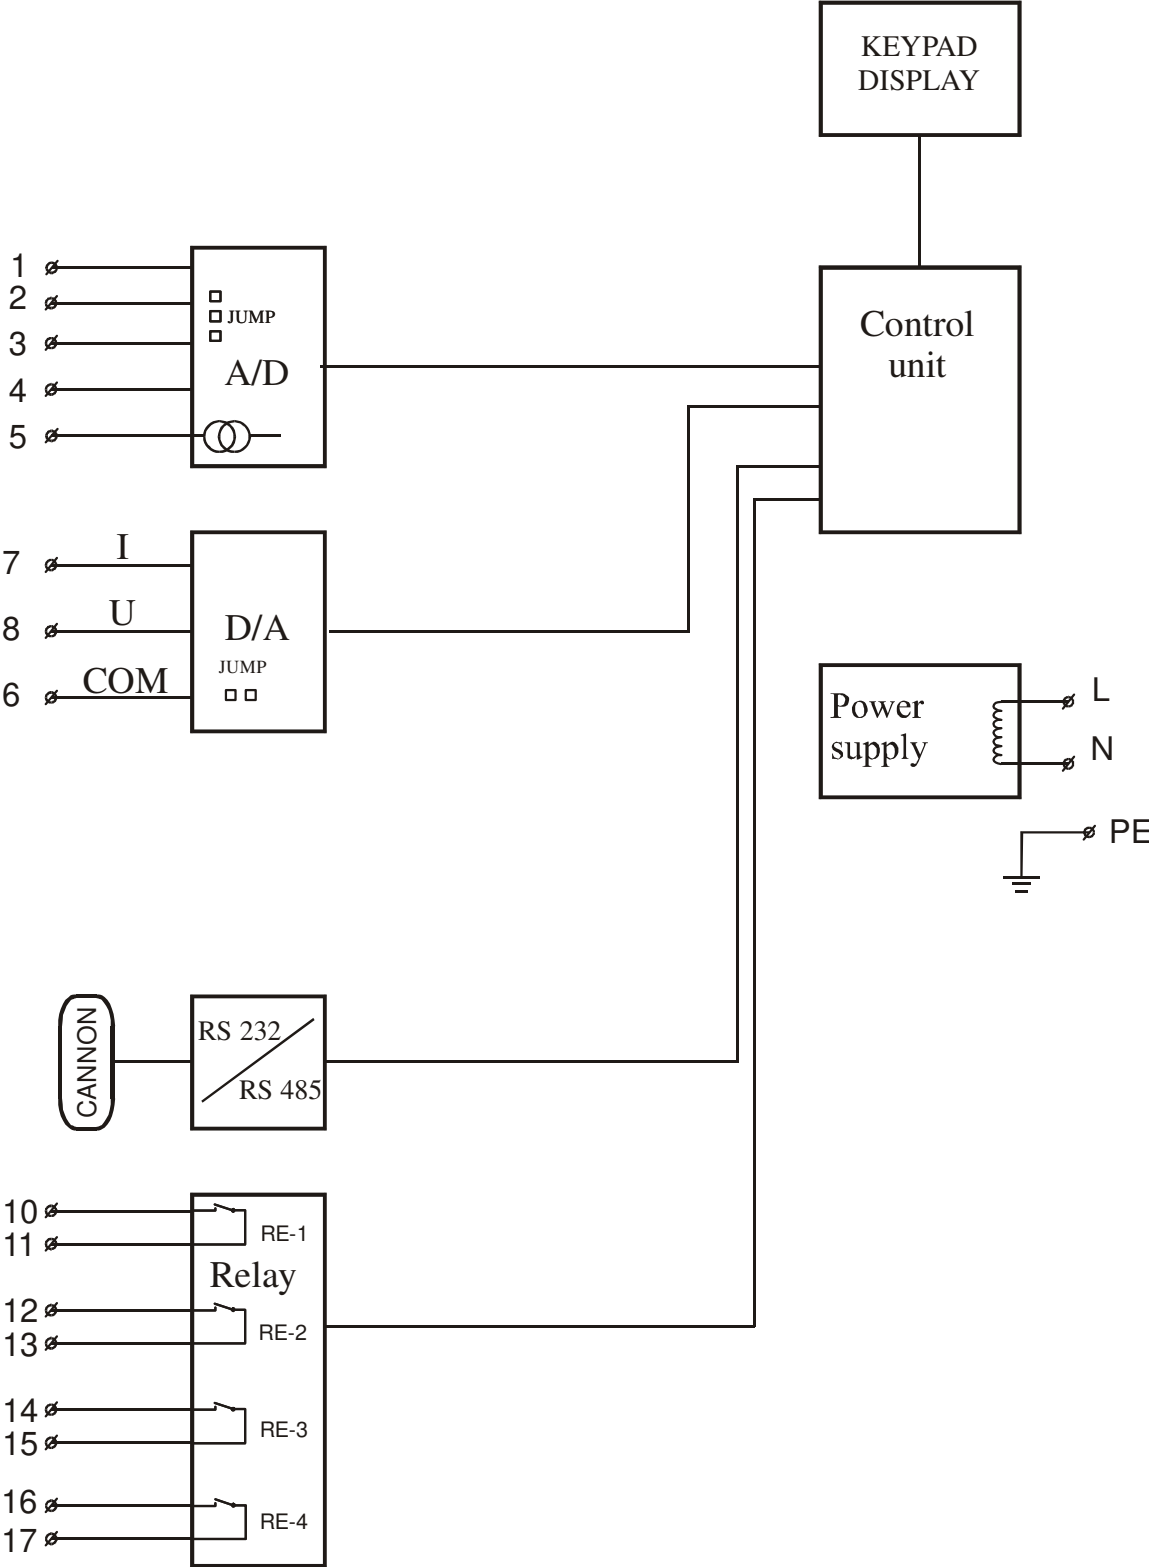 KEYPAD
DISPLAY
1
2
3
4
5
JUMP
A/D
Control
unit
7
I
8
U
6
COM
D/A
JUMP
Power
supply
L
N
PE
CANNON
RS 232
RS 485
10
11
RE-1
Relay
12
13
RE-2
14
15
RE-3
16
17
RE-4